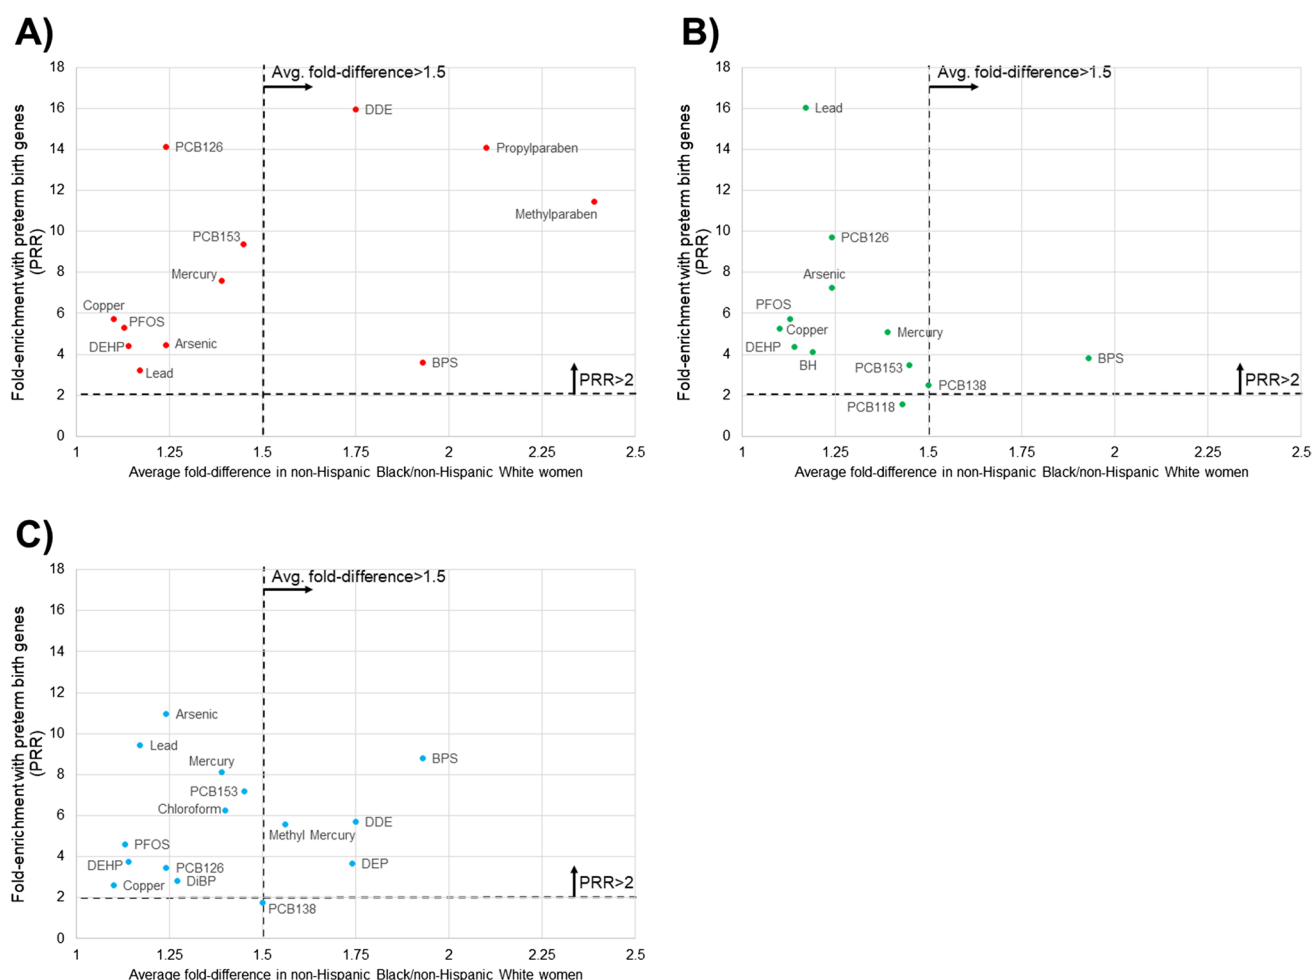 A)
Fold-enrichment with preterm birth genes
(PRR)
18
16
14
12
10
8
6
4
2
0
Avg. fold-difference>1.5
DDE
PCB126
Propylparaben
Methylparaben
PCB153
Mercury
Copper
PFOS
DEHP
Arsenic
Lead
BPS
PRR>2
1 1.25 1.5 1.75 2 2.25 2.5
Average fold-difference in non-Hispanic Black/non-Hispanic White women
B)
Fold-enrichment with preterm birth genes
(PRR)
18
16
14
12
10
8
6
4
2
0
Avg. fold-difference>1.5
Lead
PCB126
Arsenic
PFOS
Copper
Mercury
DEHP
BH
PCB153
BPS
PCB138
PCB118
PRR>2
1 1.25 1.5 1.75 2 2.25 2.5
Average fold-difference in non-Hispanic Black/non-Hispanic White women
C)
Fold-enrichment with preterm birth genes
(PRR)
18
16
14
12
10
8
6
4
2
0
Avg. fold-difference>1.5
Arsenic
Lead
Mercury
BPS
PCB153
Chloroform
DDE
Methyl Mercury
PFOS
DEHP
PCB126
DEP
DiBP
Copper
PCB138
PRR>2
1 1.25 1.5 1.75 2 2.25 2.5
Average fold-difference in non-Hispanic Black/non-Hispanic White women